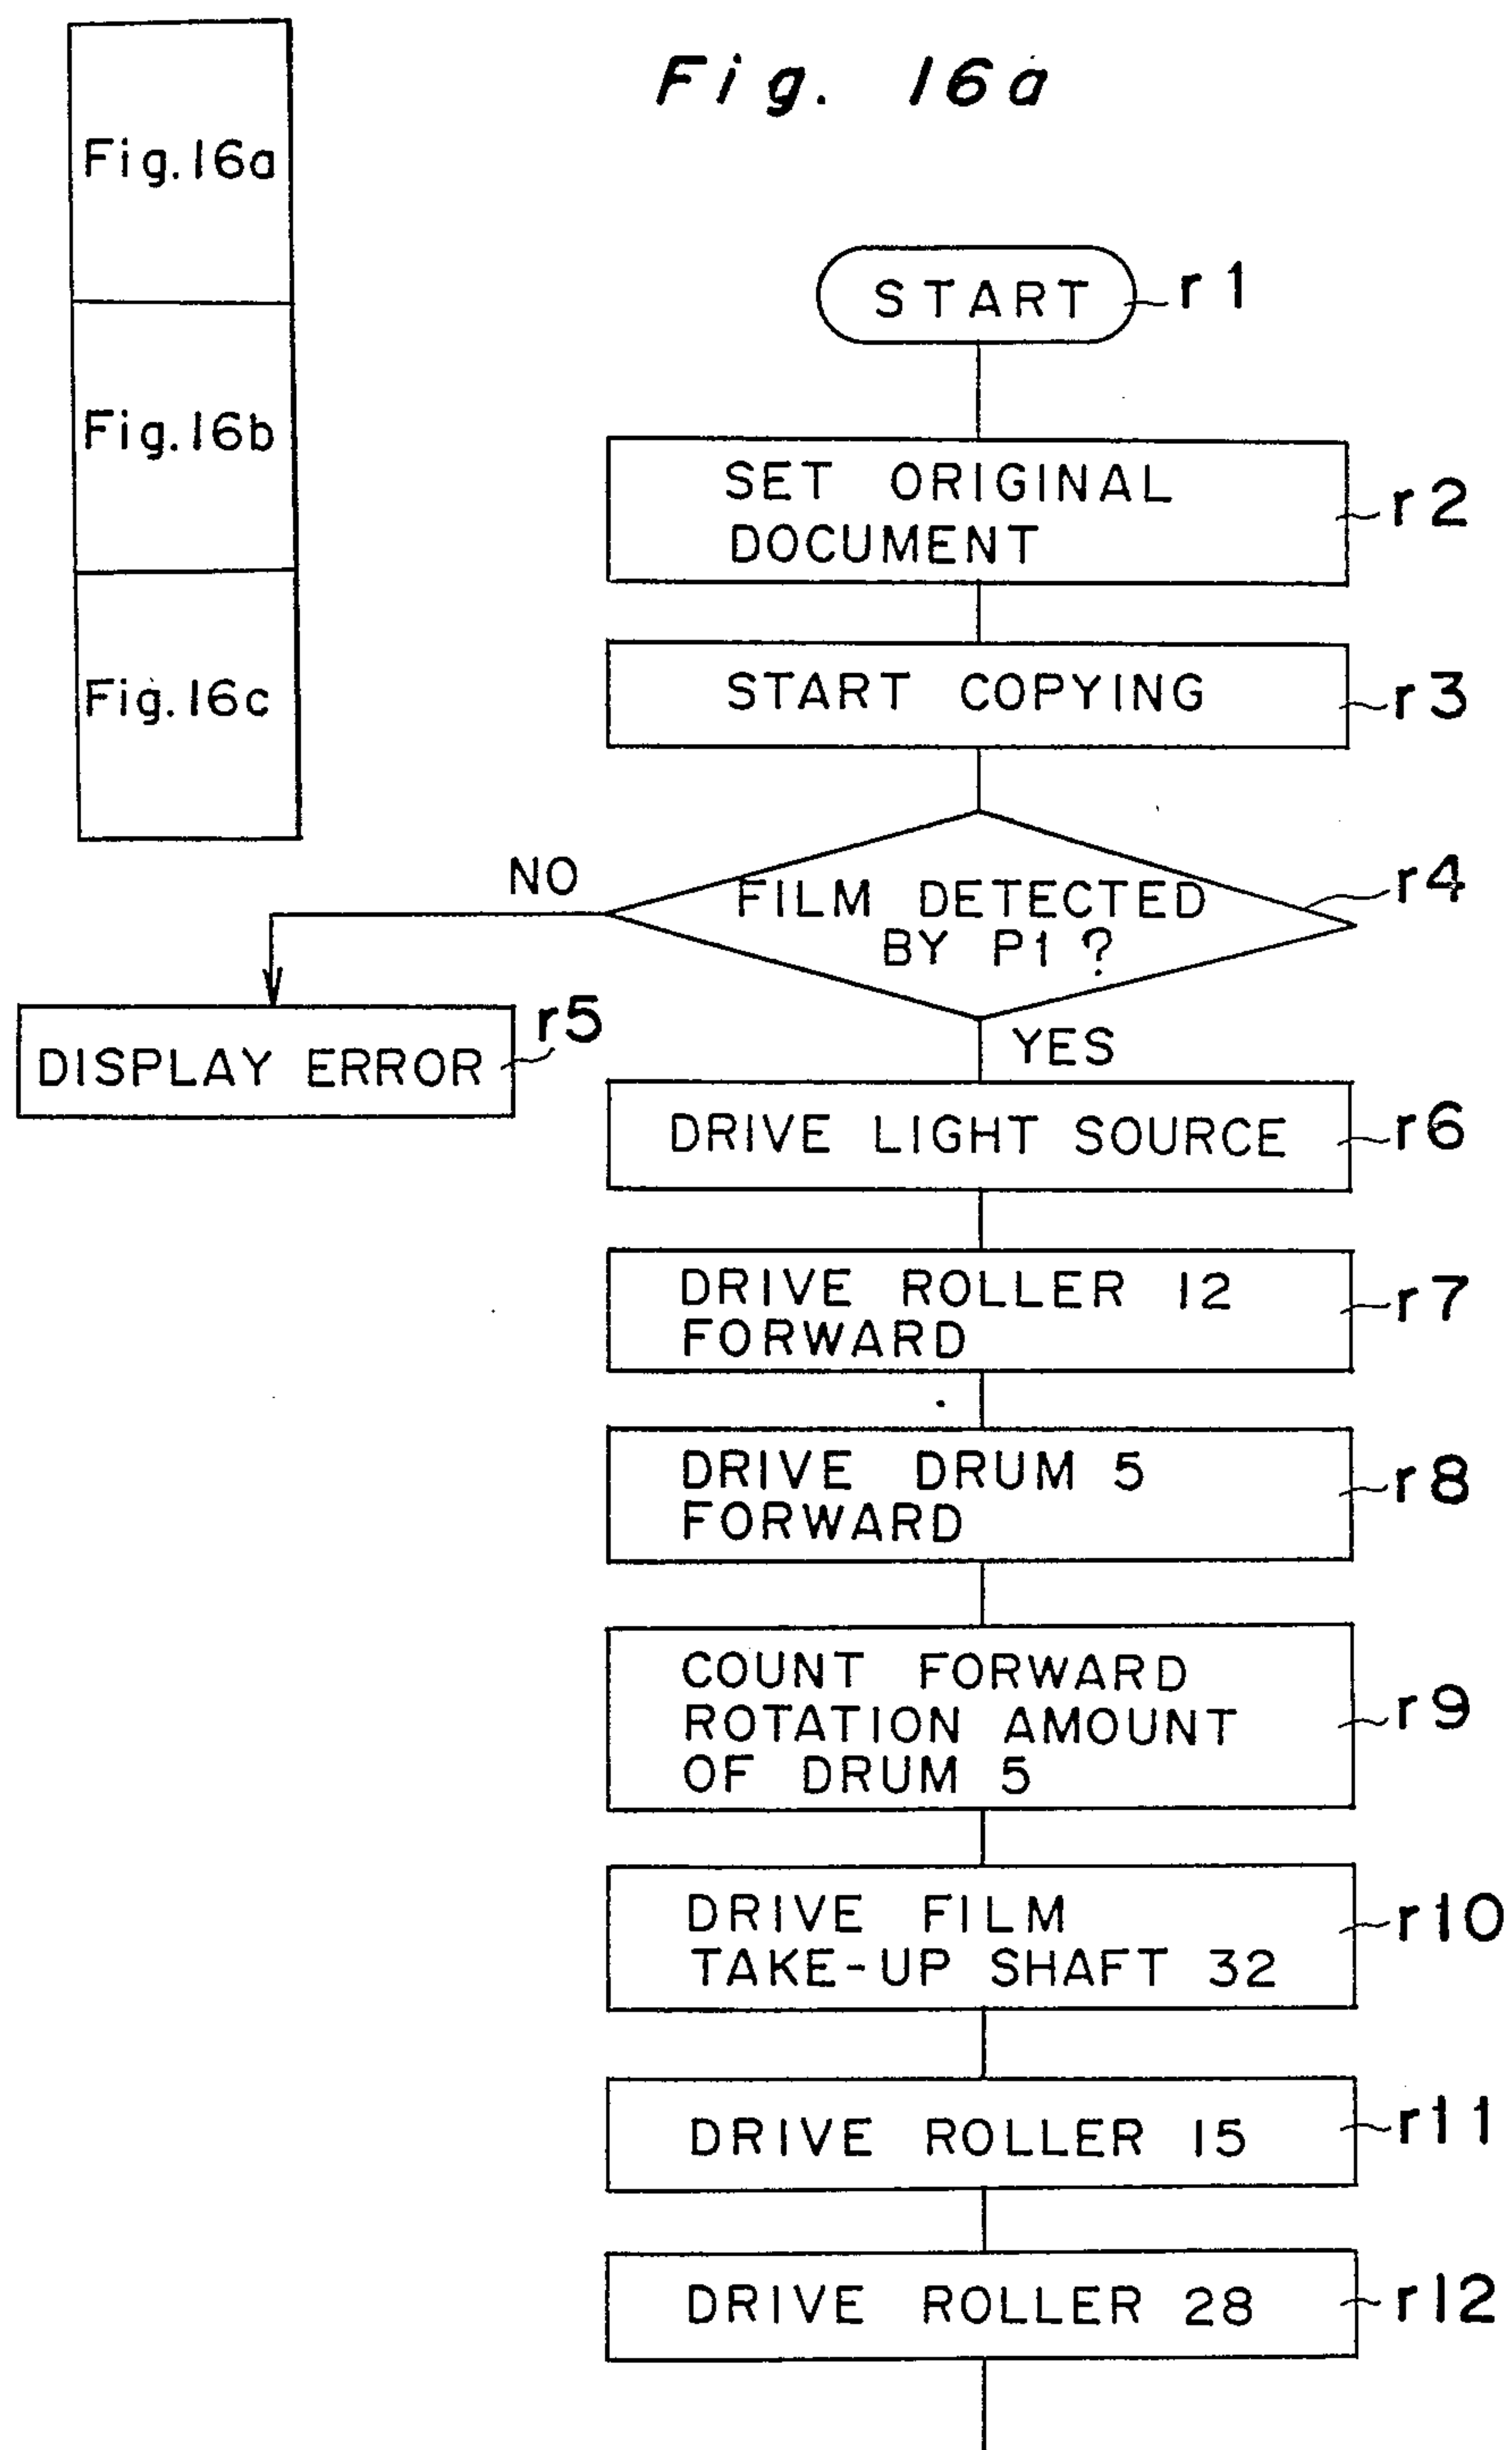 Fig. 16a
Fig.16a
Fig.16b
Fig.16c
START
r1
SET ORIGINAL
DOCUMENT
r2
START COPYING
r3
FILM DETECTED
BY P1 ?
r4
NO
DISPLAY ERROR
r5
YES
DRIVE LIGHT SOURCE
r6
DRIVE ROLLER 12
FORWARD
r7
DRIVE DRUM 5
FORWARD
r8
COUNT FORWARD
ROTATION AMOUNT
OF DRUM 5
r9
DRIVE FILM
TAKE-UP SHAFT 32
r10
DRIVE ROLLER 15
r11
DRIVE ROLLER 28
r12